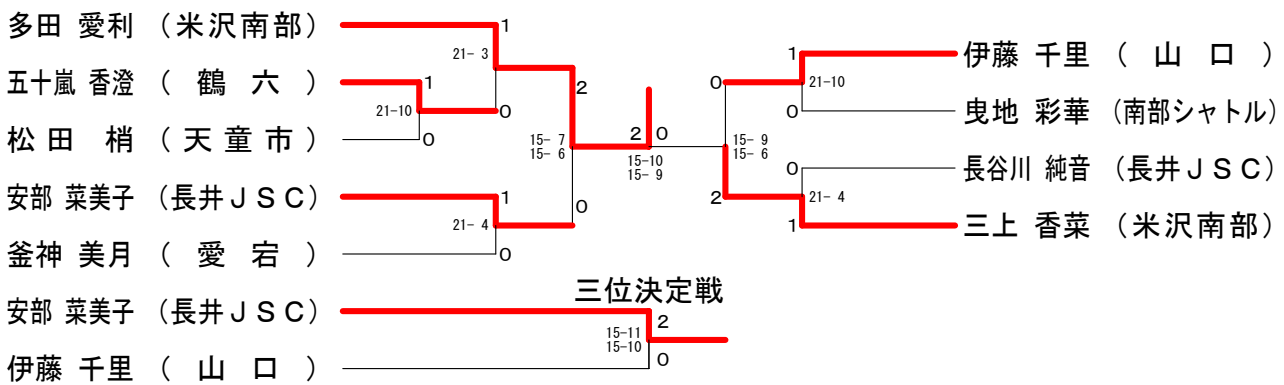 多田 愛利 (米沢南部)
1
21- 3
五十嵐 香澄 ( 鶴 六 )
1
21-10
0
松田 梢 (天童市)
0
2
15- 7
15- 6
安部 菜美子 (長井JSC)
1
0
21- 4
釜神 美月 ( 愛 宕 )
0
2 0
15-10
15- 9
1
伊藤 千里 ( 山 口 )
0
21-10
0
曳地 彩華 (南部シャトル)
15- 9
15- 6
0
長谷川 純音 (長井JSC)
2
21- 4
1
三上 香菜 (米沢南部)
三位決定戦
安部 菜美子 (長井JSC)
2
15-11
15-10
0
伊藤 千里 ( 山 口 )